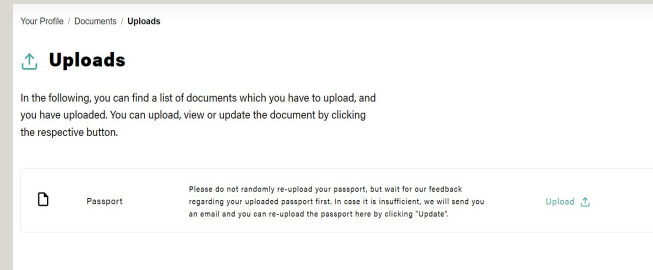 Your Profile / Documents / Uploads
Uploads
In the following, you can find a list of documents which you have to upload, and
you have uploaded. You can upload, view or update the document by clicking
the respective button.
Passport
Please do not randomly re-upload your passport, but wait for our feedback
regarding your uploaded passport first. In case it is insufficient, we will send you
an email and you can re-upload the passport here by clicking "Update".
Upload